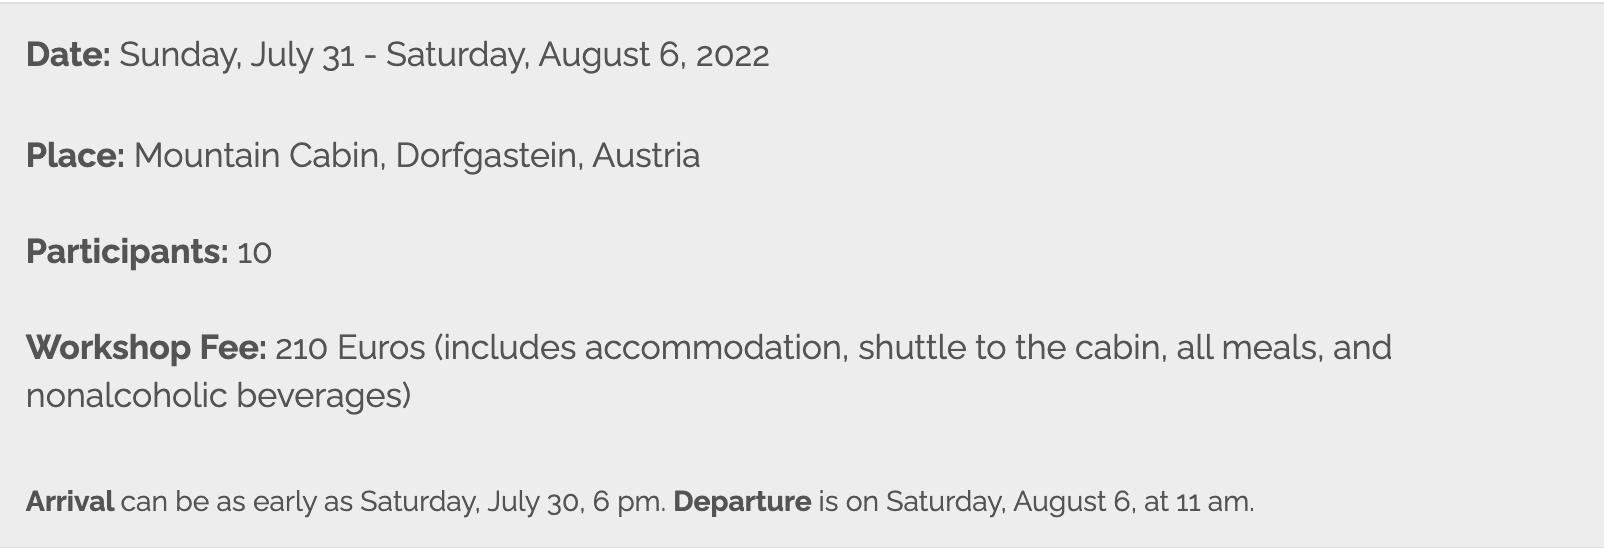 Date: Sunday, July 31 - Saturday, August 6, 2022
Place: Mountain Cabin, Dorfgastein, Austria
Participants: 10
Workshop Fee: 210 Euros (includes accommodation, shuttle to the cabin, all meals, and
nonalcoholic beverages)
Arrival can be as early as Saturday, July 30, 6 pm. Departure is on Saturday, August 6, at 11 am.